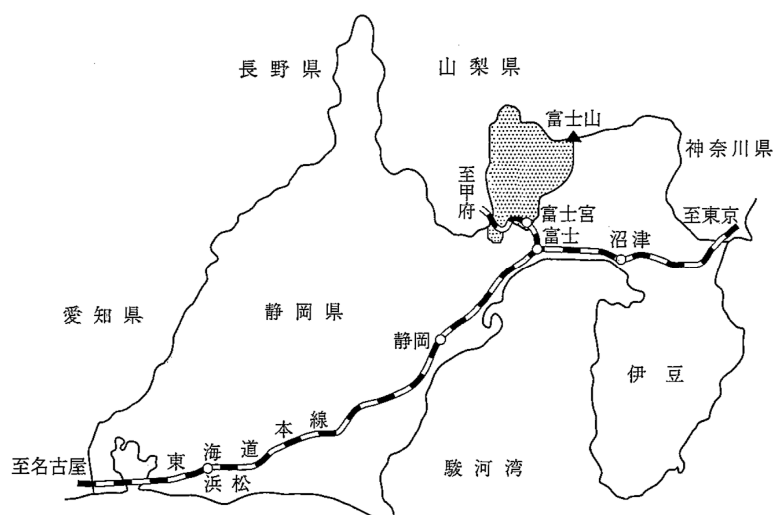 長野県
山梨県
富士山
神奈川県
至甲府
富士宮
至東京
富士
沼津
愛知県
静岡県
静岡
伊豆
東海道本線
至名古屋
浜松
駿河湾